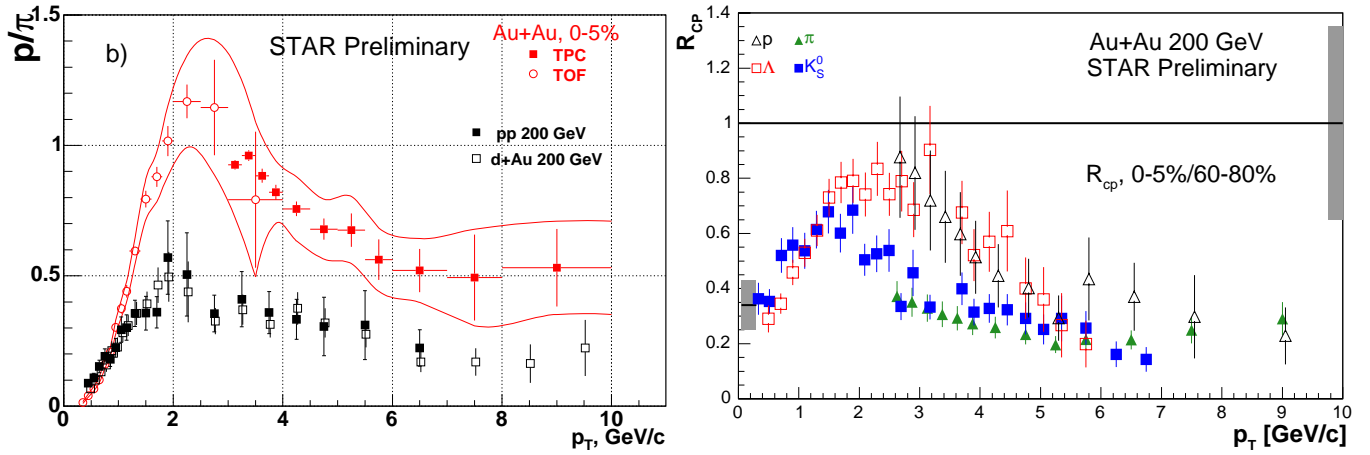 p/π
1.5
1
0.5
0
b)
STAR Preliminary
Au+Au, 0-5%
TPC
TOF
pp 200 GeV
d+Au 200 GeV
0 2 4 6 8 10
p_T, GeV/c
R_CP
1.4
1.2
1
0.8
0.6
0.4
0.2
0
p π
Λ K_S^0
Au+Au 200 GeV
STAR Preliminary
R_cp, 0-5%/60-80%
0 1 2 3 4 5 6 7 8 9 10
p_T [GeV/c]